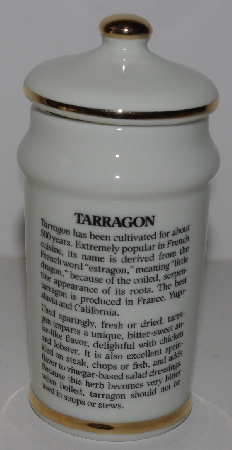 TARRAGON
Tarragon has been cultivated for about
500 years. Extremely popular in French
cuisine, its name is derived from the
French word "estragon," meaning "little
dragon," because of the coiled, serpen-
tine appearance of its roots. The best
tarragon is produced in France, Yugo-
slavia and California.
Used sparingly, fresh or dried, tarra-
gon imparts a unique, bitter-sweet an-
ise-like flavor, delightful with chicken
and lobster. It is also excellent sprin-
kled on steak, chops or fish, and adds
flavor to vinegar-based salad dressings.
Because this herb becomes very bitter
when boiled, tarragon should not be
used in soups or stews.